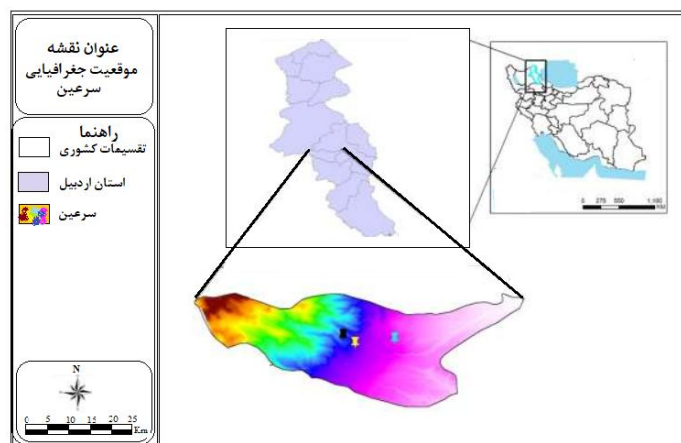 عنوان نقشه
موقعیت جغرافیایی
سرعین
راهنما
تقسیمات کشوری
استان اردبیل
سرعین
N
0 5 10 15 20 25
Km
0 275 550 1,100